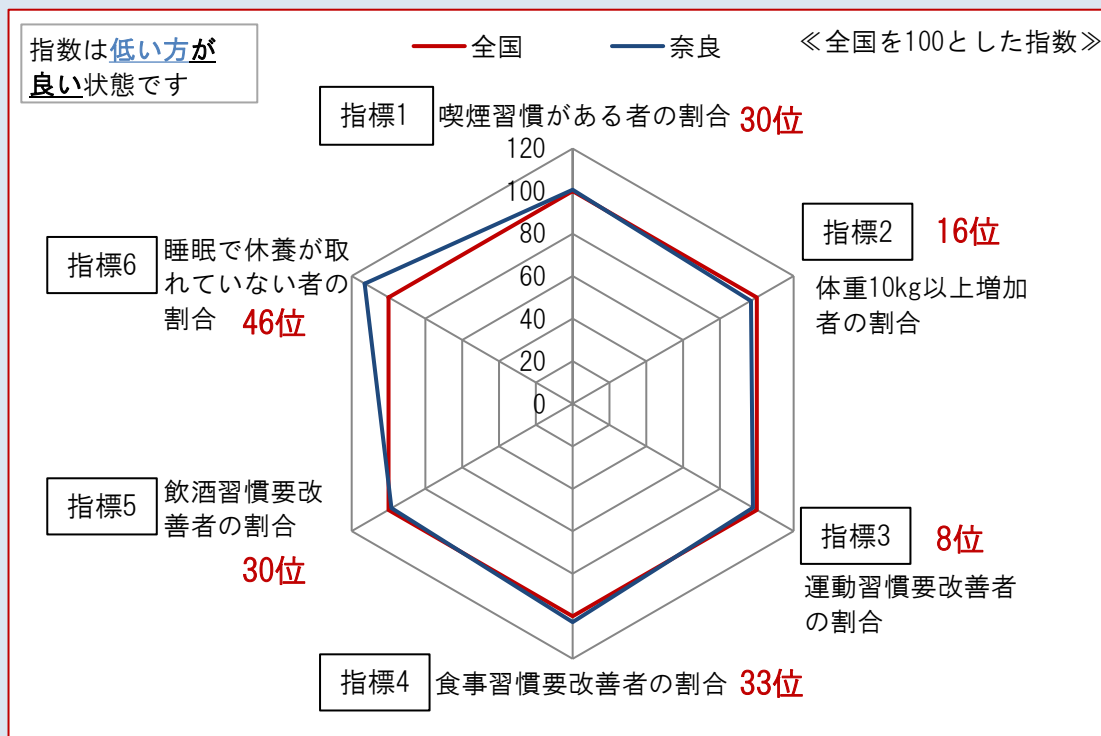 指数は低い方が
良い状態です
全国
奈良
≪全国を100とした指数≫
指標1
喫煙習慣がある者の割合 30位
120
100
80
60
40
20
0
指標2
16位
体重10kg以上増加
者の割合
指標3
8位
運動習慣要改善者
の割合
指標4
食事習慣要改善者の割合 33位
指標5
飲酒習慣要改
善者の割合
30位
指標6
睡眠で休養が取
れていない者の
割合 46位